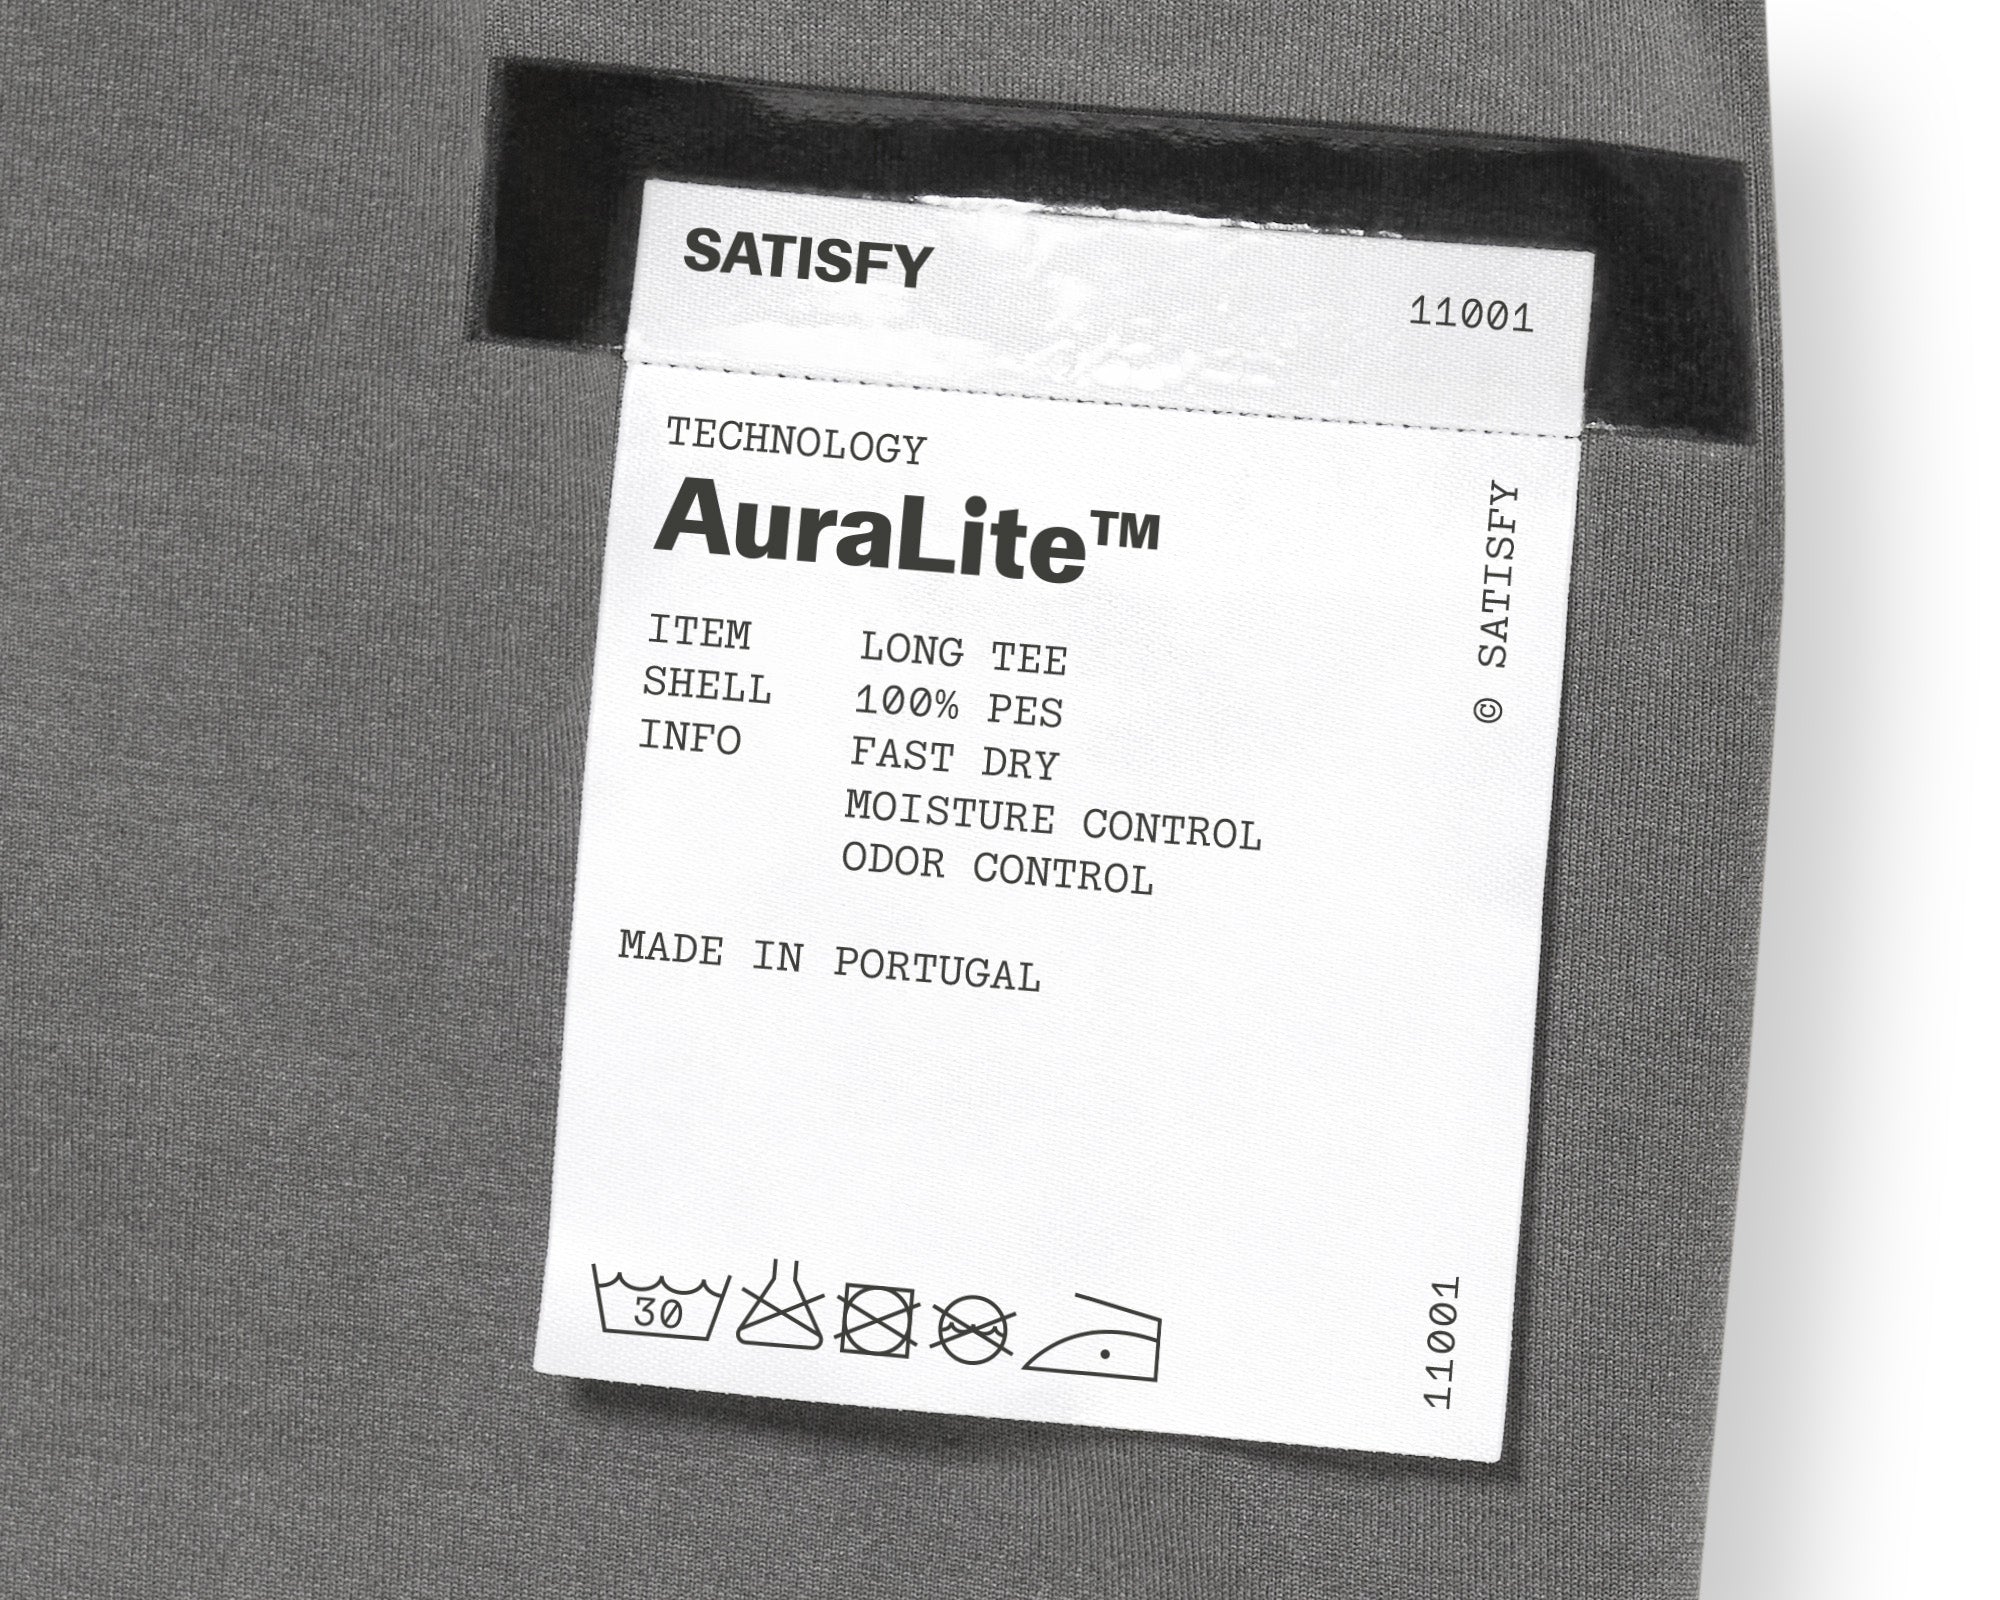 SATISFY
11001
TECHNOLOGY
AuraLite™
ITEM LONG TEE
SHELL 100% PES
INFO FAST DRY
MOISTURE CONTROL
ODOR CONTROL
MADE IN PORTUGAL
© SATISFY
30
11001